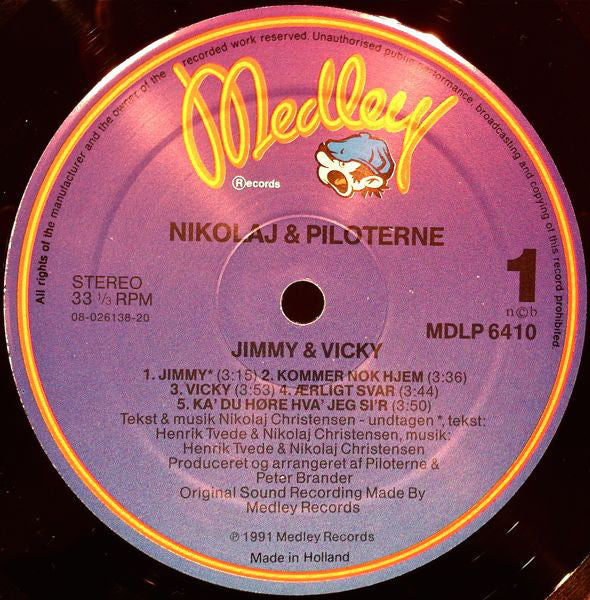 All rights of the manufacturer and the owner of the recorded work reserved. Unauthorised public performance, broadcasting and copying of this record prohibited.
Medley
®ecords
NIKOLAJ & PILOTERNE
STEREO
33 1/3 RPM
08-026138-20
1
n©b
MDLP 6410
JIMMY & VICKY
1. JIMMY* (3:15) 2. KOMMER NOK HJEM (3:36)
3. VICKY (3:53) 4. ÆRLIGT SVAR (3:44)
5. KA' DU HØRE HVA' JEG SI'R (3:50)
Tekst & musik Nikolaj Christensen - undtagen *, tekst:
Henrik Tvede & Nikolaj Christensen, musik:
Henrik Tvede & Nikolaj Christensen
Produceret og arrangeret af Piloterne &
Peter Brander
Original Sound Recording Made By
Medley Records
℗ 1991 Medley Records
Made in Holland